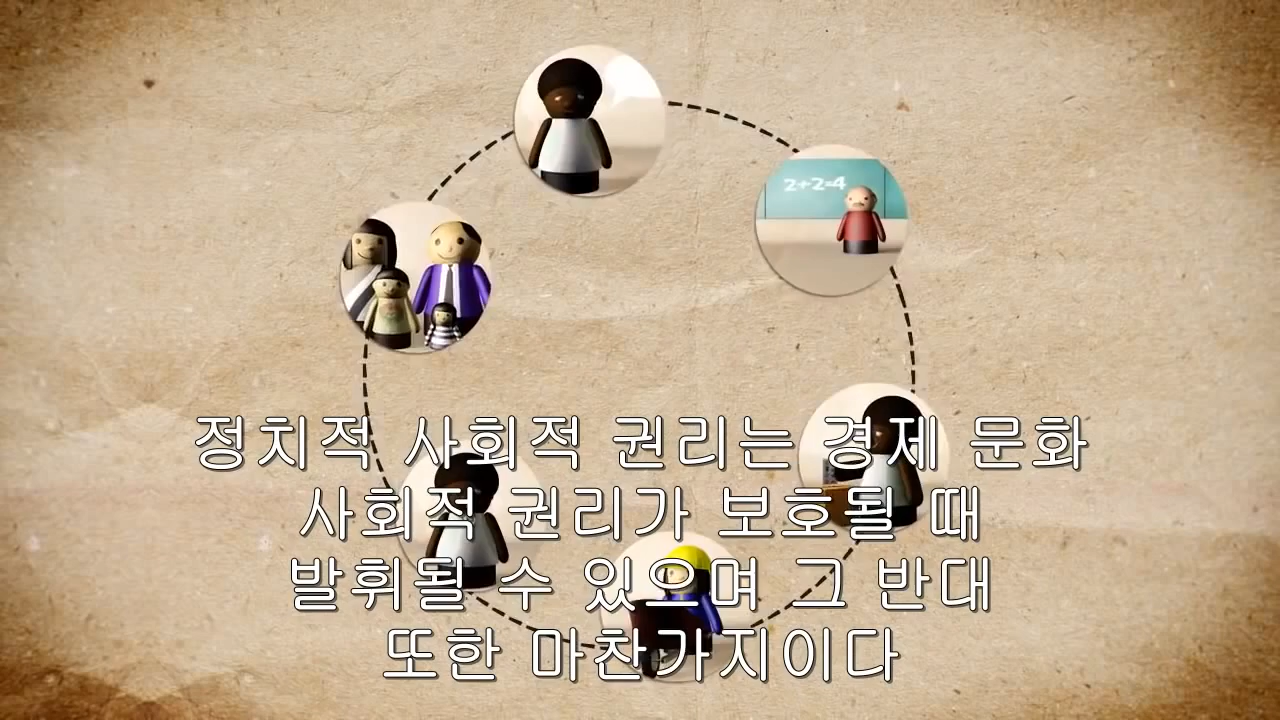 2+2=4
정치적 사회적 권리는 경제 문화
사회적 권리가 보호될 때
발휘될 수 있으며 그 반대
또한 마찬가지이다